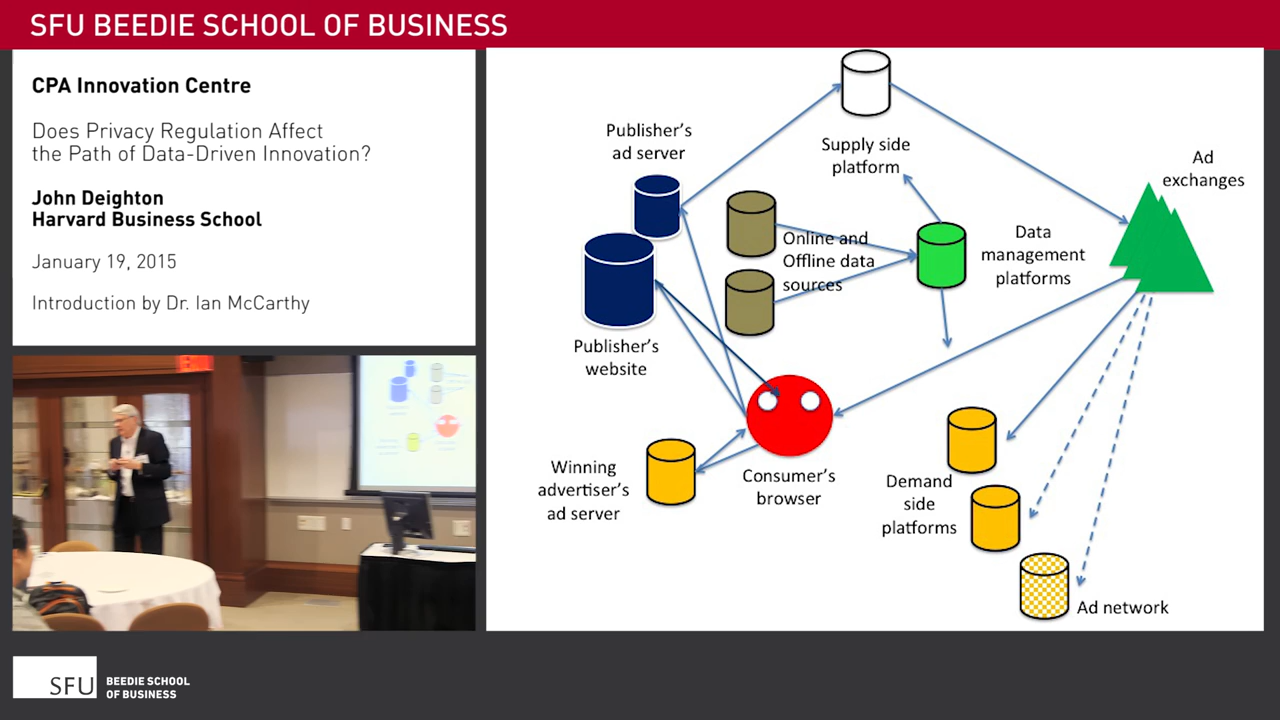 SFU BEEDIE SCHOOL OF BUSINESS
CPA Innovation Centre
Does Privacy Regulation Affect
the Path of Data-Driven Innovation?
John Deighton
Harvard Business School
January 19, 2015
Introduction by Dr. Ian McCarthy
Publisher's
ad server
Supply side
platform
Ad
exchanges
Online and
Offline data
sources
Data
management
platforms
Publisher's
website
Winning
advertiser's
ad server
Consumer's
browser
Demand
side
platforms
Ad network
SFU
BEEDIE SCHOOL
OF BUSINESS